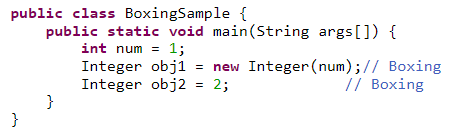 public class BoxingSample {
    public static void main(String args[]) {
        int num = 1;
        Integer obj1 = new Integer(num);// Boxing
        Integer obj2 = 2;               // Boxing
    }
}